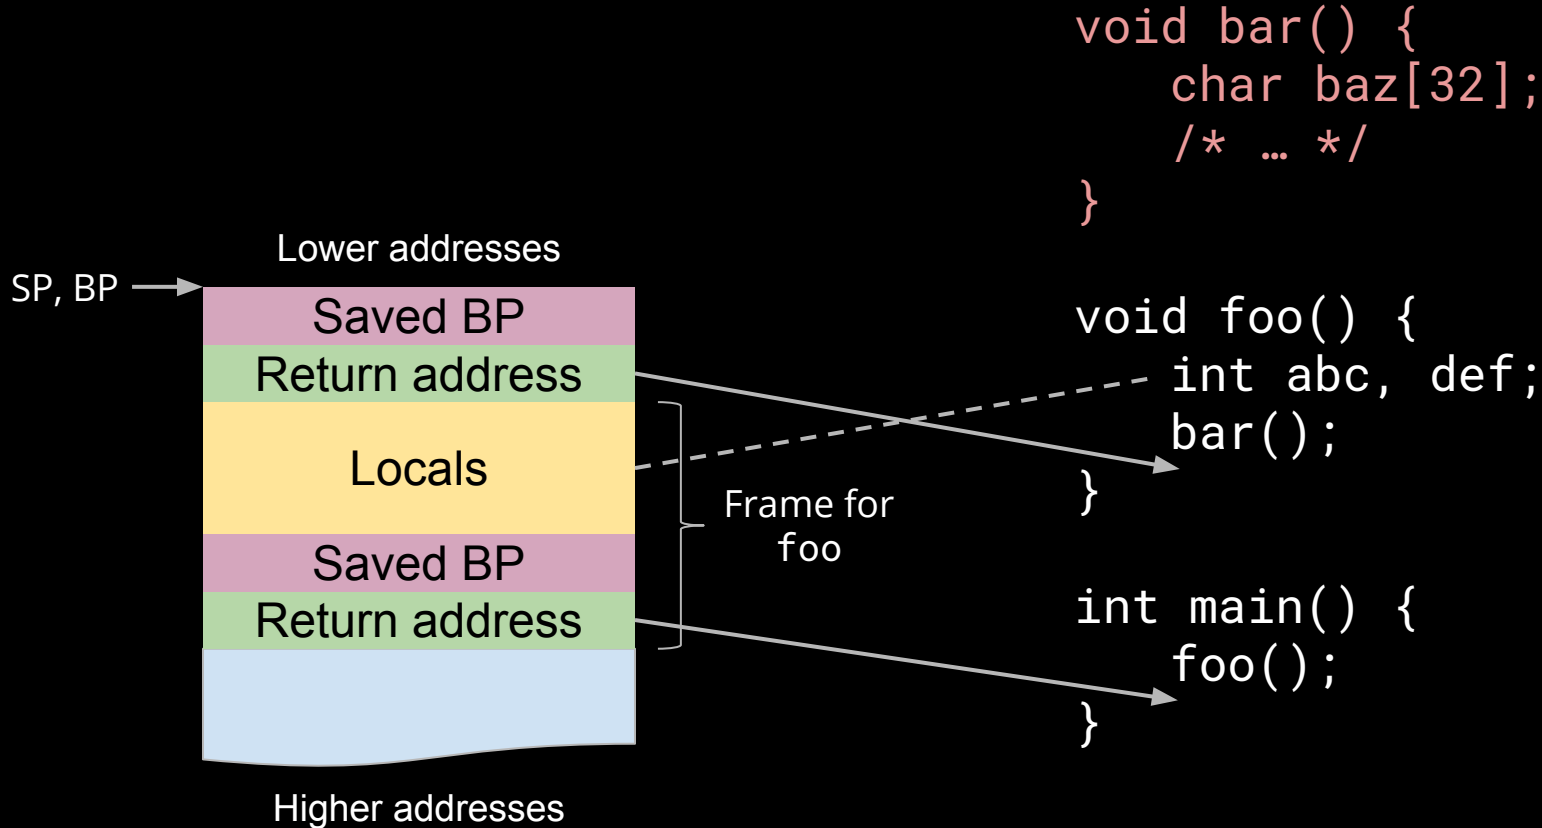 void bar() {
char baz[32];
/* … */
}
Lower addresses
SP, BP
Saved BP
Return address
Locals
Saved BP
Return address
Frame for
foo
Higher addresses
void foo() {
int abc, def;
bar();
}
int main() {
foo();
}